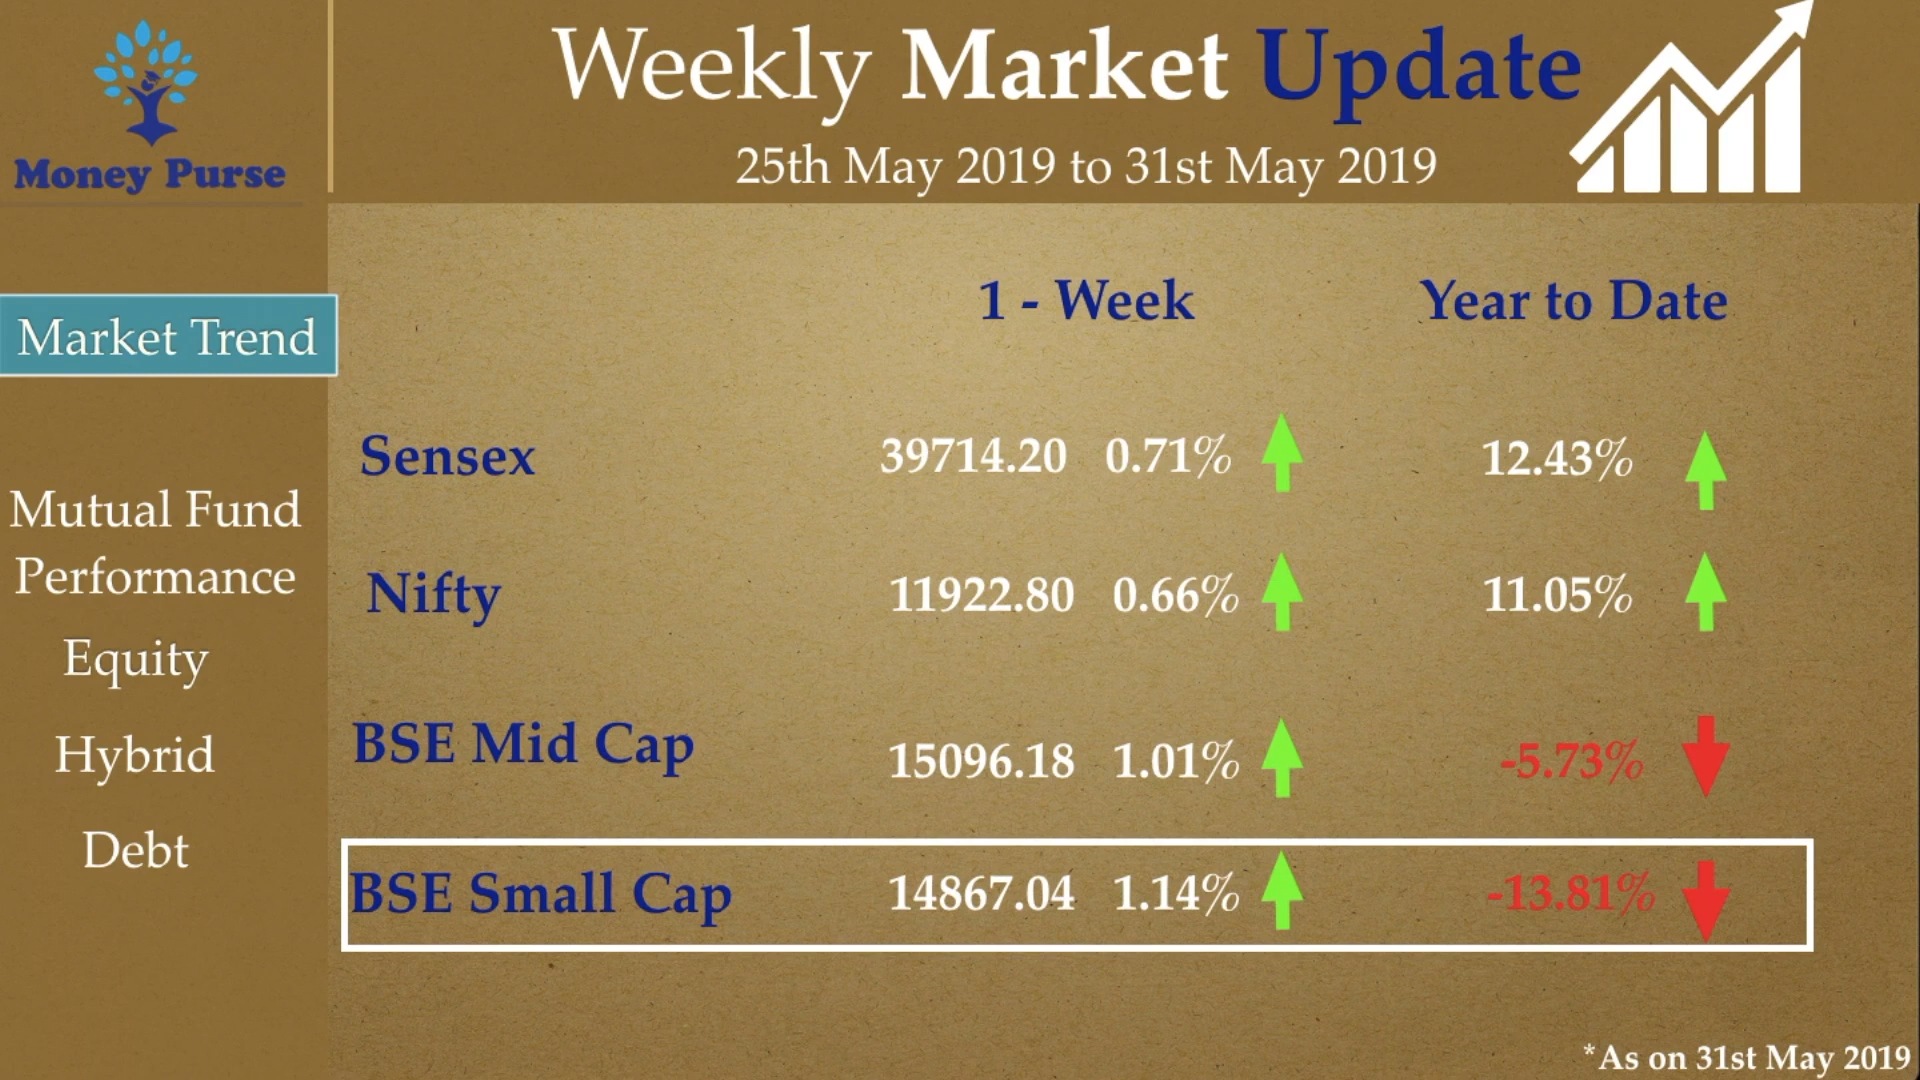 Money Purse
Weekly Market Update
25th May 2019 to 31st May 2019
Market Trend
Mutual Fund
Performance
Equity
Hybrid
Debt
1 - Week Year to Date
Sensex 39714.20 0.71% 12.43%
Nifty 11922.80 0.66% 11.05%
BSE Mid Cap 15096.18 1.01% -5.73%
BSE Small Cap 14867.04 1.14% -13.81%
*As on 31st May 2019